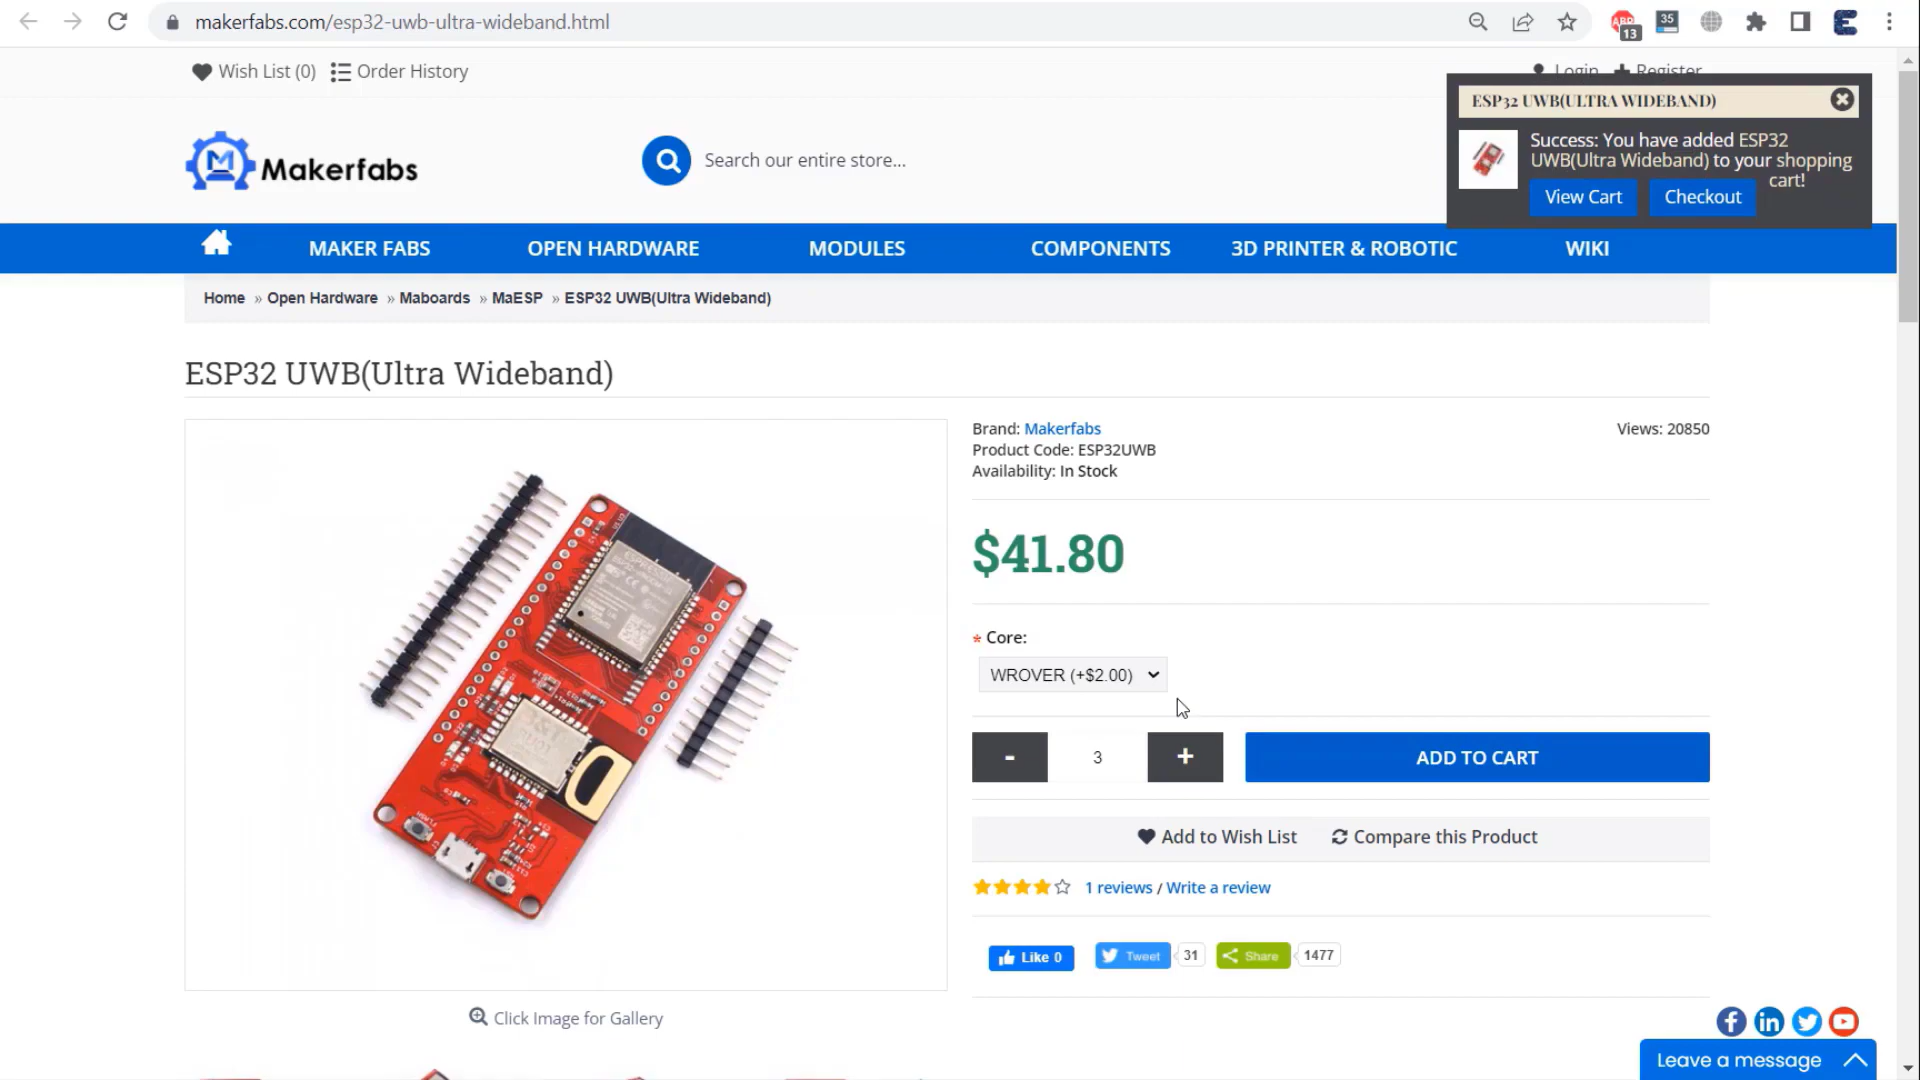 makerfabs.com/esp32-uwb-ultra-wideband.html
ABP
13
35
Wish List (0)
Order History
Login
Register
Makerfabs
Search our entire store...
ESP32 UWB(ULTRA WIDEBAND)
Success: You have added ESP32
UWB(Ultra Wideband) to your shopping
cart!
View Cart
Checkout
MAKER FABS
OPEN HARDWARE
MODULES
COMPONENTS
3D PRINTER & ROBOTIC
WIKI
Home » Open Hardware » Maboards » MaESP » ESP32 UWB(Ultra Wideband)
ESP32 UWB(Ultra Wideband)
Brand: Makerfabs
Views: 20850
Product Code: ESP32UWB
Availability: In Stock
$41.80
* Core:
WROVER (+$2.00)
- 3 +
ADD TO CART
Add to Wish List
Compare this Product
1 reviews / Write a review
Like 0
Tweet
31
Share
1477
Click Image for Gallery
Leave a message